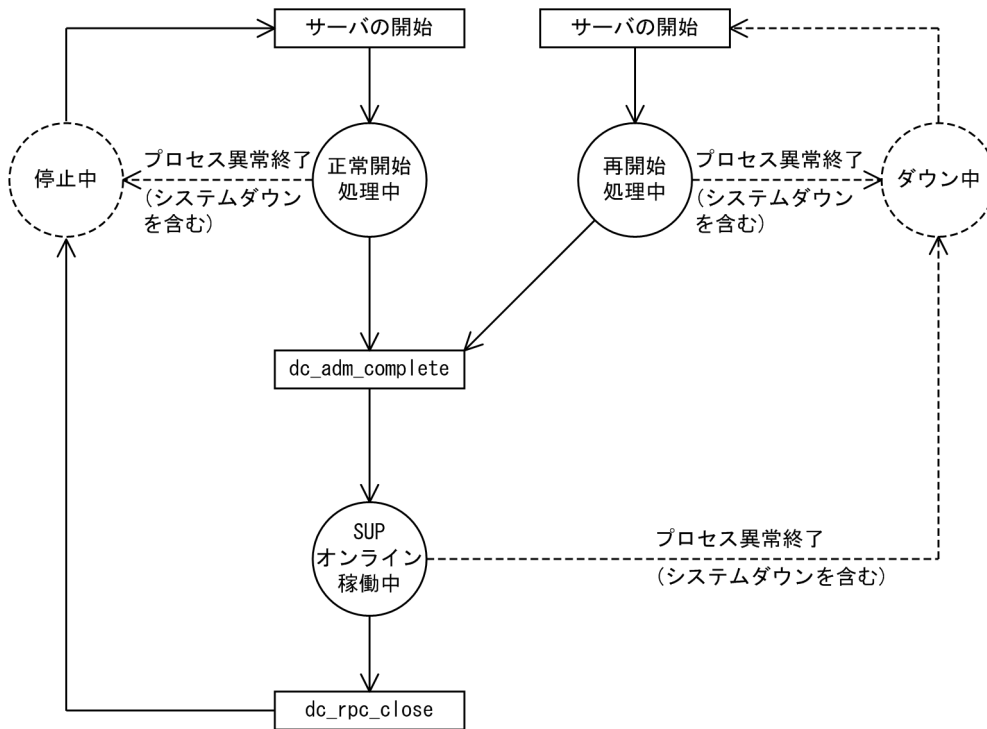 サーバの開始
サーバの開始
停止中
プロセス異常終了
(システムダウン
を含む)
正常開始
処理中
再開始
処理中
プロセス異常終了
(システムダウン
を含む)
ダウン中
dc_adm_complete
SUP
オンライン
稼働中
プロセス異常終了
(システムダウンを含む)
dc_rpc_close